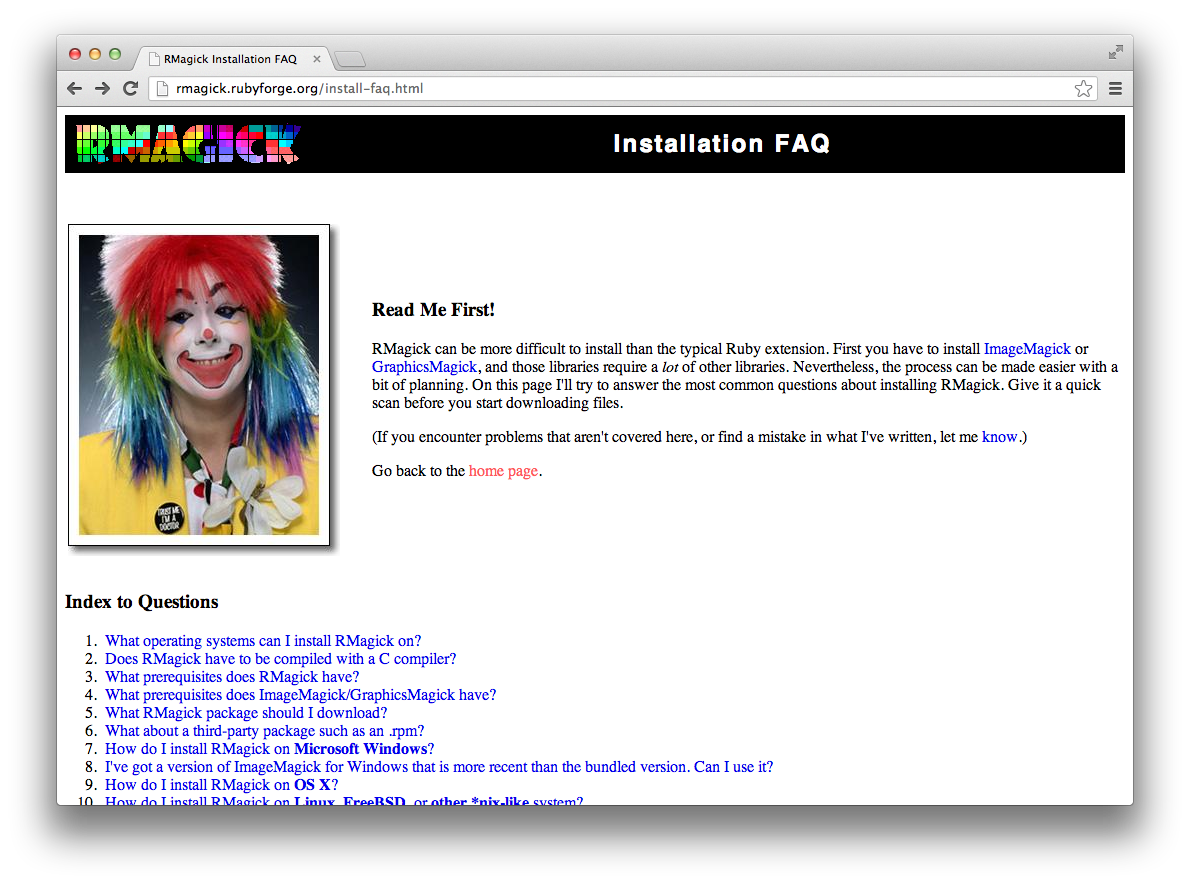 RMagick Installation FAQ
rmagick.rubyforge.org/install-faq.html
RMAGICK
Installation FAQ
TRUST ME
I'M A
DOCTOR
Read Me First!
RMagick can be more difficult to install than the typical Ruby extension. First you have to install ImageMagick or
GraphicsMagick, and those libraries require a lot of other libraries. Nevertheless, the process can be made easier with a
bit of planning. On this page I'll try to answer the most common questions about installing RMagick. Give it a quick
scan before you start downloading files.
(If you encounter problems that aren't covered here, or find a mistake in what I've written, let me know.)
Go back to the home page.
Index to Questions
1. What operating systems can I install RMagick on?
2. Does RMagick have to be compiled with a C compiler?
3. What prerequisites does RMagick have?
4. What prerequisites does ImageMagick/GraphicsMagick have?
5. What RMagick package should I download?
6. What about a third-party package such as an .rpm?
7. How do I install RMagick on Microsoft Windows?
8. I've got a version of ImageMagick for Windows that is more recent than the bundled version. Can I use it?
9. How do I install RMagick on OS X?
10. How do I install RMagick on Linux, FreeBSD, or other *nix-like system?